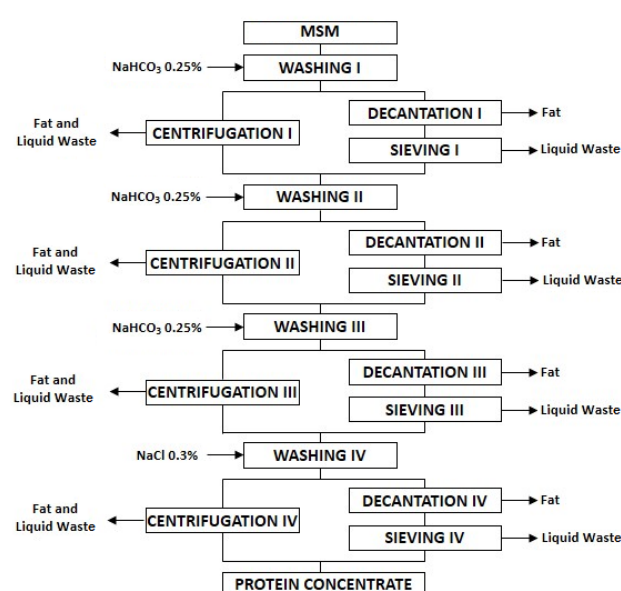 MSM
NaHCO₃ 0.25%
WASHING I
DECANTATION I
Fat
Fat and
Liquid Waste
CENTRIFUGATION I
SIEVING I
Liquid Waste
NaHCO₃ 0.25%
WASHING II
DECANTATION II
Fat
Fat and
Liquid Waste
CENTRIFUGATION II
SIEVING II
Liquid Waste
NaHCO₃ 0.25%
WASHING III
DECANTATION III
Fat
Fat and
Liquid Waste
CENTRIFUGATION III
SIEVING III
Liquid Waste
NaCl 0.3%
WASHING IV
DECANTATION IV
Fat
Fat and
Liquid Waste
CENTRIFUGATION IV
SIEVING IV
Liquid Waste
PROTEIN CONCENTRATE